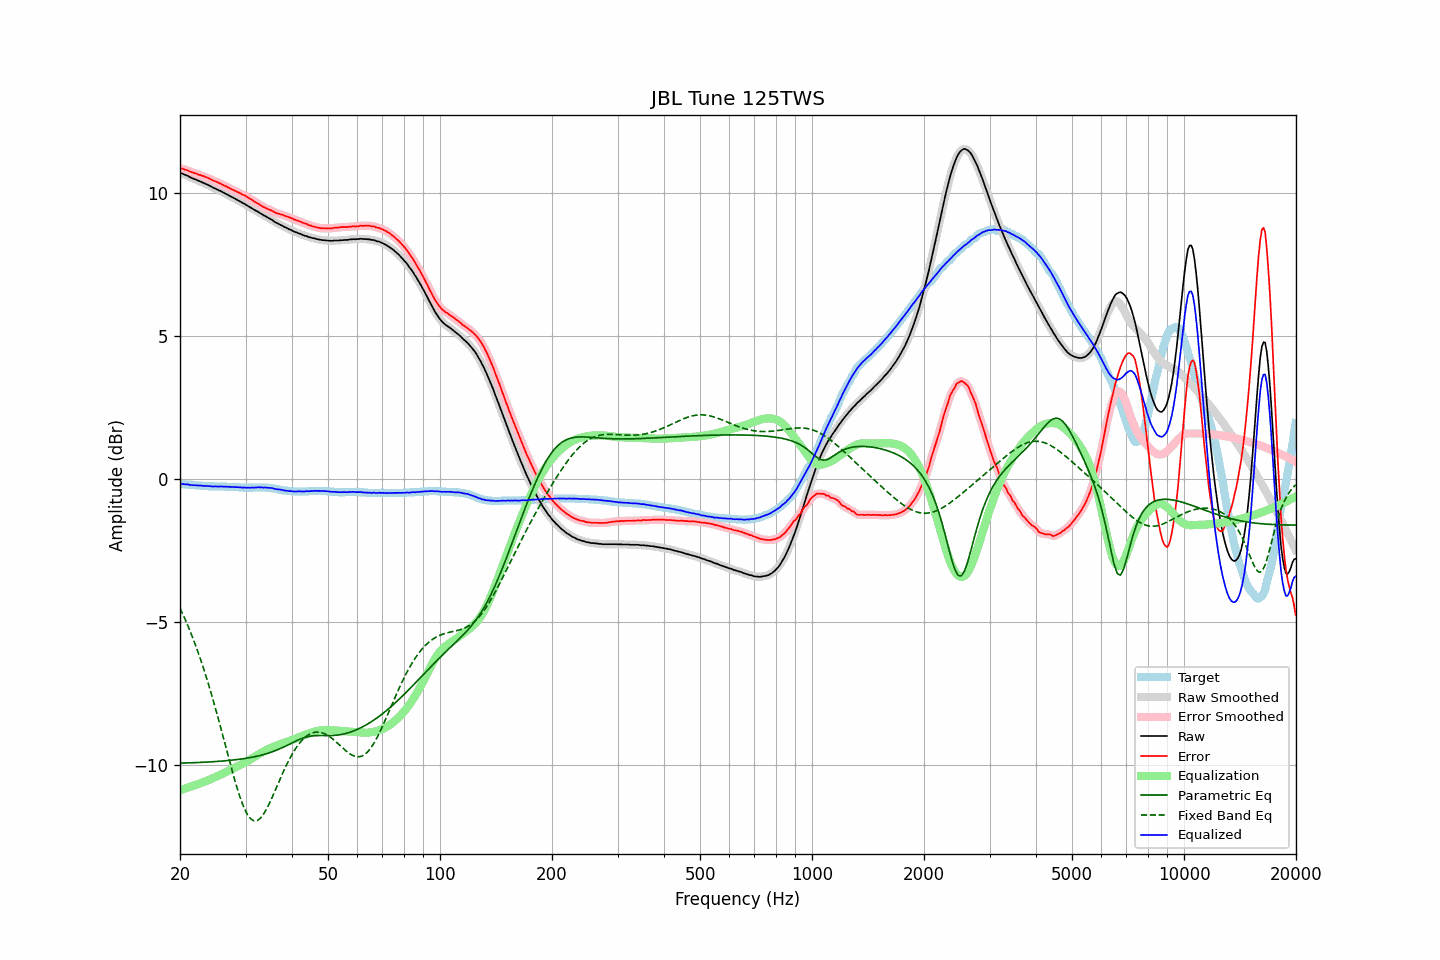 JBL Tune 125TWS
Amplitude (dBr)
10
5
0
−5
−10
20
50
100
200
500
1000
2000
5000
10000
20000
Frequency (Hz)
Target
Raw Smoothed
Error Smoothed
Raw
Error
Equalization
Parametric Eq
Fixed Band Eq
Equalized